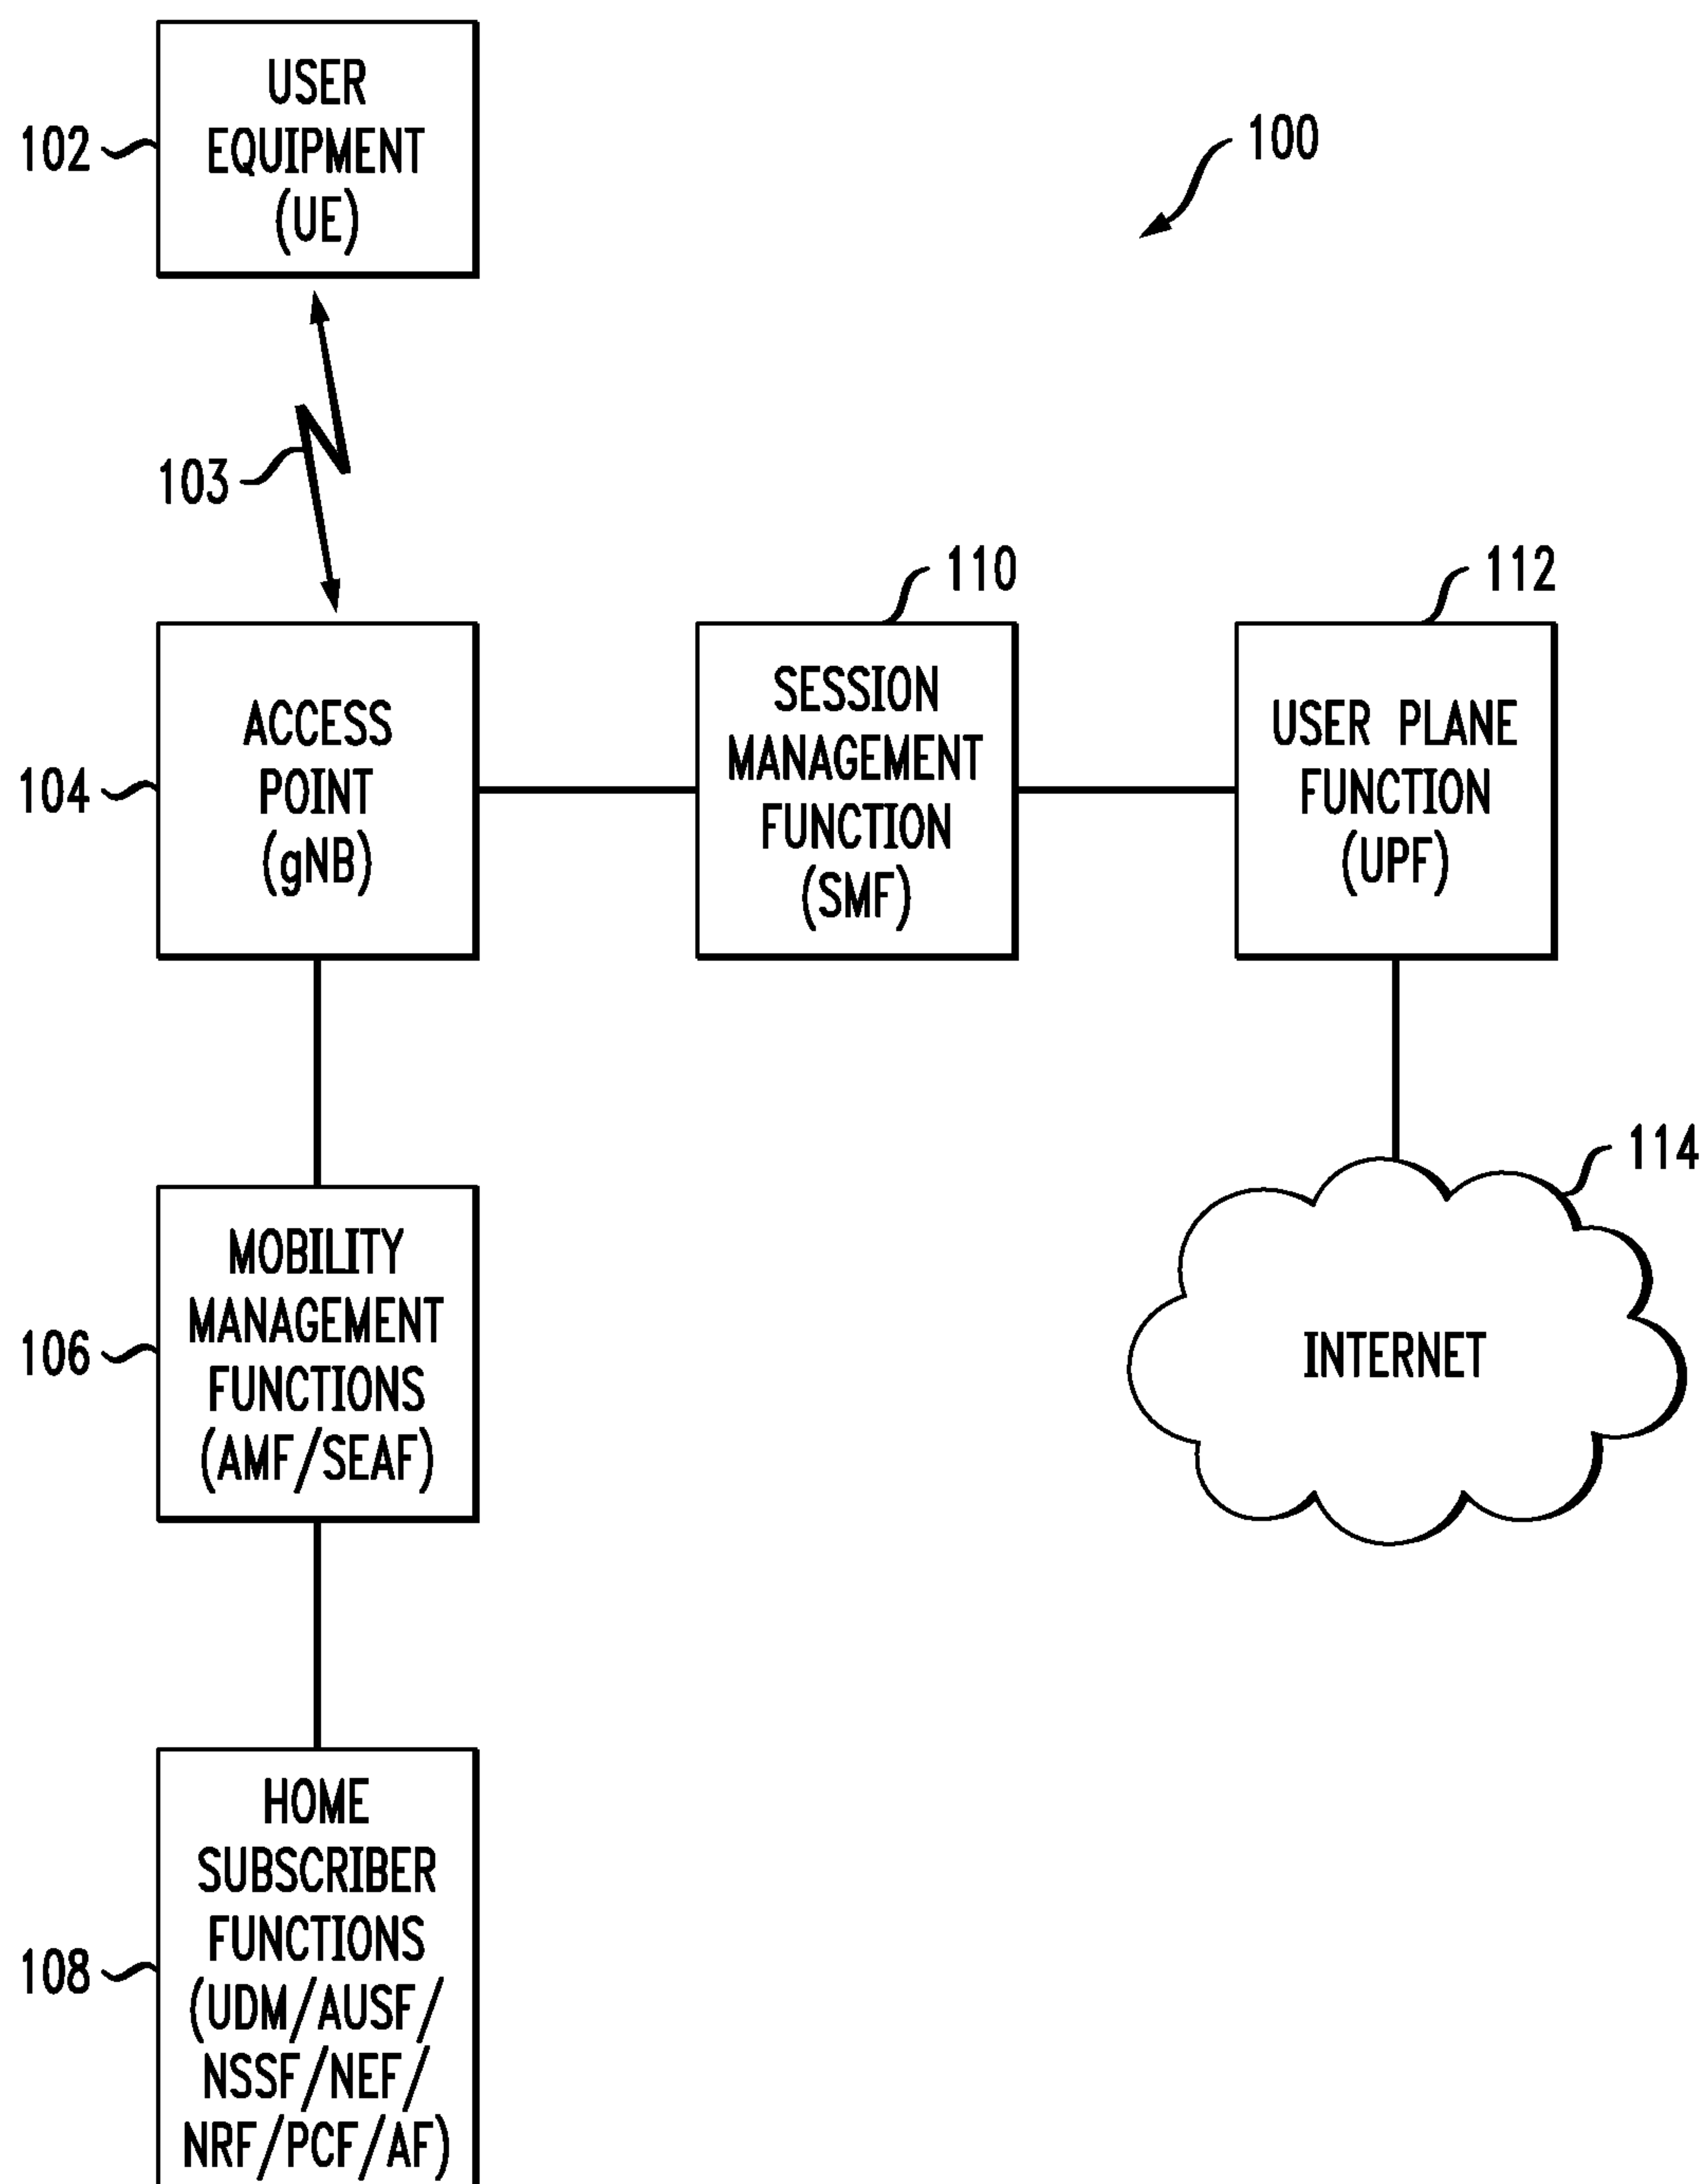 USER
EQUIPMENT
(UE)
102
100
103
110
112
ACCESS
POINT
(gNB)
104
SESSION
MANAGEMENT
FUNCTION
(SMF)
USER PLANE
FUNCTION
(UPF)
114
MOBILITY
MANAGEMENT
FUNCTIONS
(AMF/SEAF)
106
INTERNET
HOME
SUBSCRIBER
FUNCTIONS
(UDM/AUSF/
NSSF/NEF/
NRF/PCF/AF)
108